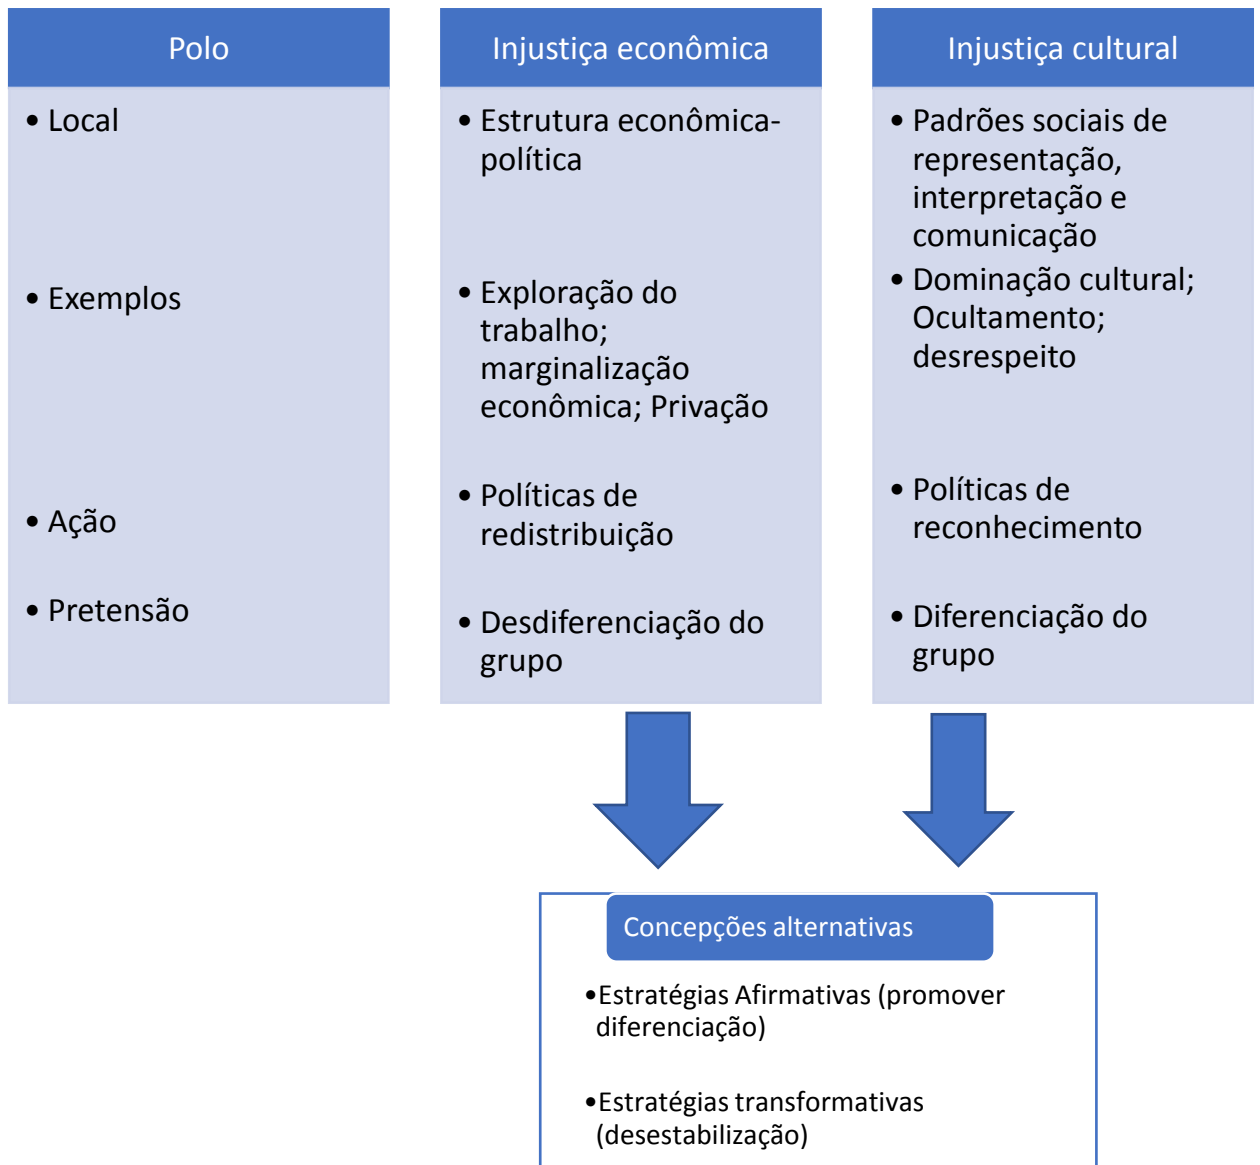 Polo
• Local
• Exemplos
• Ação
• Pretensão
Injustiça econômica
• Estrutura econômica-
política
• Exploração do
trabalho;
marginalização
econômica; Privação
• Políticas de
redistribuição
• Desdiferenciação do
grupo
Injustiça cultural
• Padrões sociais de
representação,
interpretação e
comunicação
• Dominação cultural;
Ocultamento;
desrespeito
• Políticas de
reconhecimento
• Diferenciação do
grupo
Concepções alternativas
•Estratégias Afirmativas (promover
diferenciação)
•Estratégias transformativas
(desestabilização)